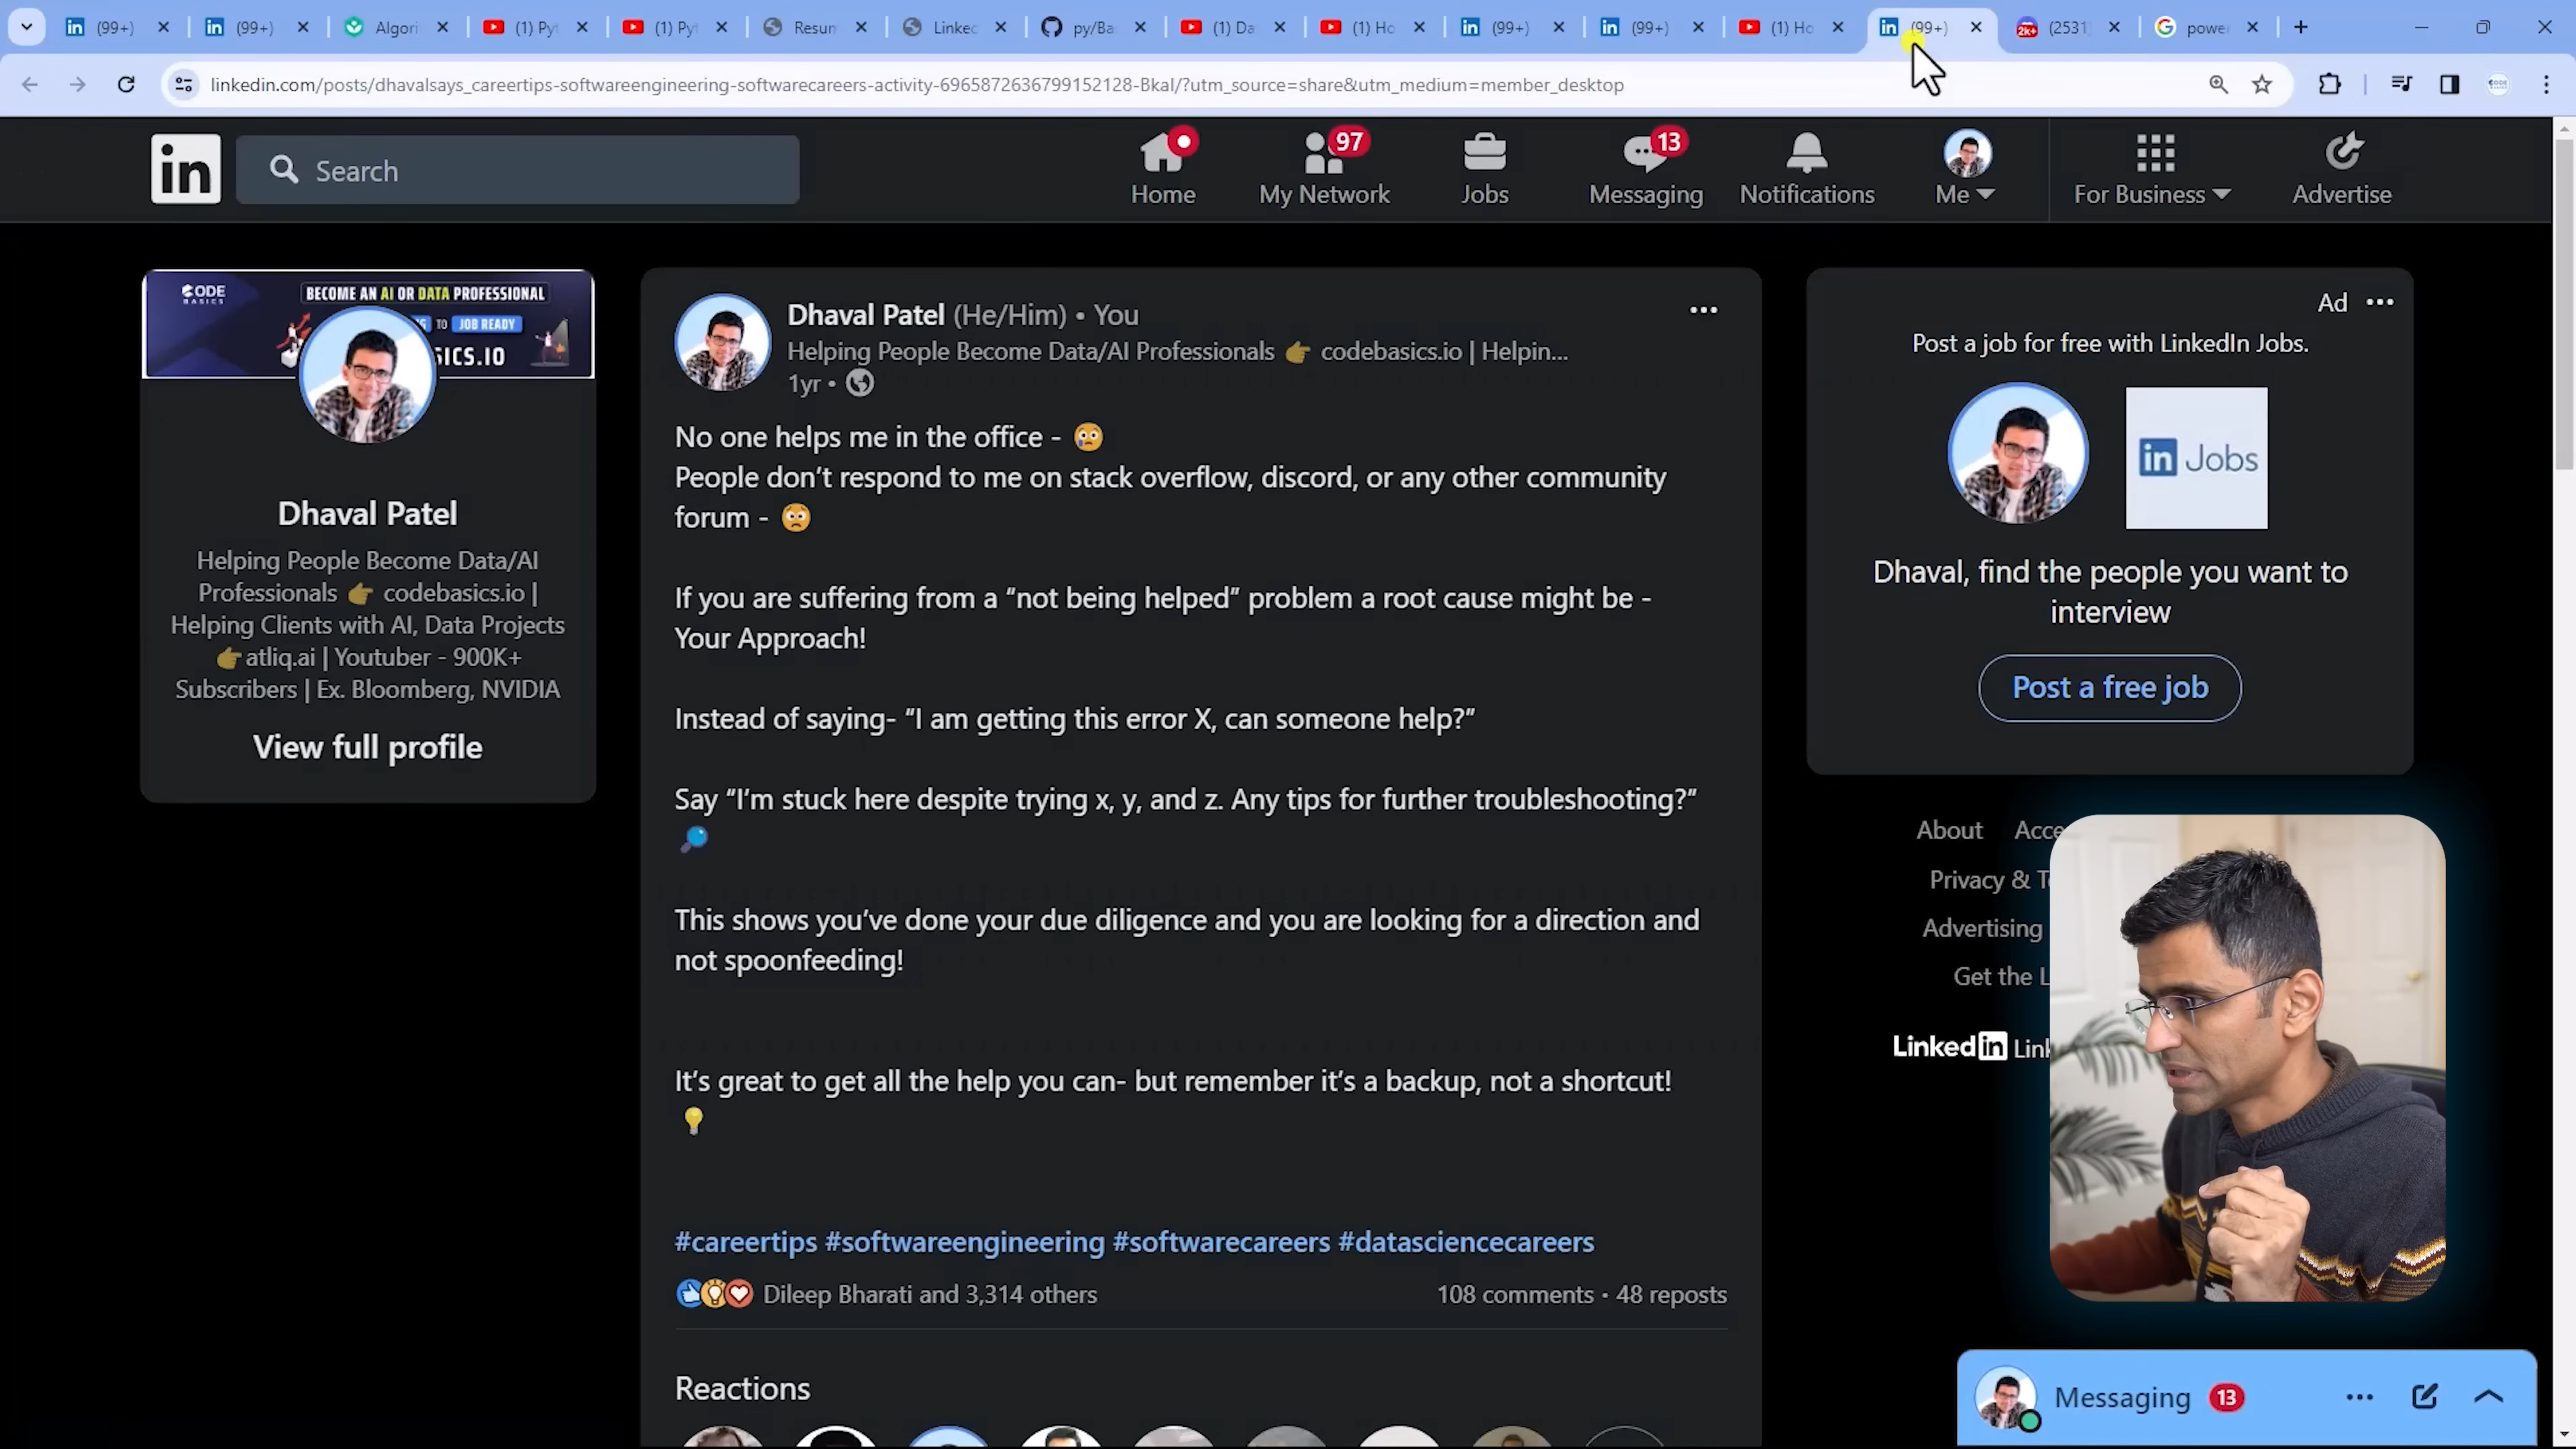 (99+)
(99+)
Algori
(1) Pyt
(1) Pyt
Resun
Linked
py/Ba
(1) Da
(1) Ho
(99+)
(99+)
(1) Ho
(99+)
(2531)
power
linkedin.com/posts/dhavalsays_careertips-softwareengineering-softwarecareers-activity-6965872636799152128-Bkal/?utm_source=share&utm_medium=member_desktop
in
Search
Home
97
My Network
Jobs
13
Messaging
Notifications
Me
For Business
Advertise
CODE
BASICS
BECOME AN AI OR DATA PROFESSIONAL
TO JOB READY
SICS.IO
Dhaval Patel
Helping People Become Data/AI
Professionals 👉 codebasics.io |
Helping Clients with AI, Data Projects
👉atliq.ai | Youtuber - 900K+
Subscribers | Ex. Bloomberg, NVIDIA
View full profile
Dhaval Patel (He/Him) • You
Helping People Become Data/AI Professionals 👉 codebasics.io | Helpin...
1yr •
No one helps me in the office - 😢
People don’t respond to me on stack overflow, discord, or any other community
forum - 😟
If you are suffering from a “not being helped” problem a root cause might be -
Your Approach!
Instead of saying- “I am getting this error X, can someone help?”
Say “I’m stuck here despite trying x, y, and z. Any tips for further troubleshooting?”
🔎
This shows you’ve done your due diligence and you are looking for a direction and
not spoonfeeding!
It’s great to get all the help you can- but remember it’s a backup, not a shortcut!
💡
#careertips #softwareengineering #softwarecareers #datasciencecareers
Dileep Bharati and 3,314 others
108 comments • 48 reposts
Reactions
Ad
Post a job for free with LinkedIn Jobs.
in Jobs
Dhaval, find the people you want to
interview
Post a free job
About Acce
Privacy & T
Advertising
Get the L
Linked in Link
Messaging 13